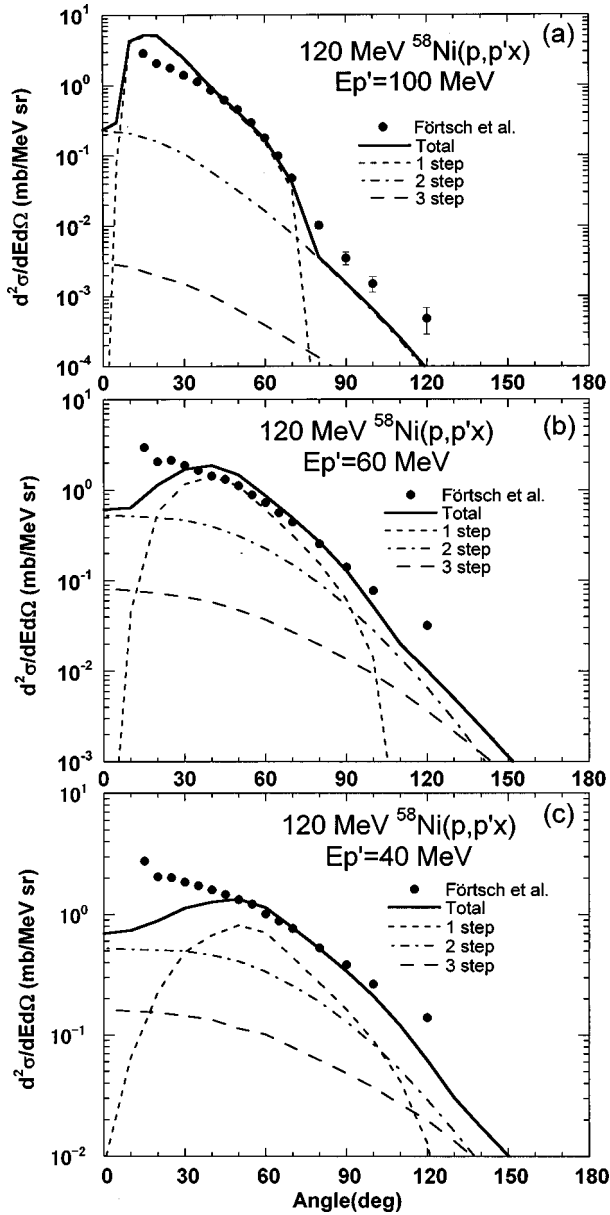 (a)
120 MeV ⁵⁸Ni(p,p'x)
Ep'=100 MeV
Förtsch et al.
Total
1 step
2 step
3 step
d²σ/dEdΩ (mb/MeV sr)
10¹
10⁰
10⁻¹
10⁻²
10⁻³
10⁻⁴
0 30 60 90 120 150 180
(b)
120 MeV ⁵⁸Ni(p,p'x)
Ep'=60 MeV
Förtsch et al.
Total
1 step
2 step
3 step
d²σ/dEdΩ (mb/MeV sr)
10¹
10⁰
10⁻¹
10⁻²
10⁻³
0 30 60 90 120 150 180
(c)
120 MeV ⁵⁸Ni(p,p'x)
Ep'=40 MeV
Förtsch et al.
Total
1 step
2 step
3 step
d²σ/dEdΩ (mb/MeV sr)
10¹
10⁰
10⁻¹
10⁻²
0 30 60 90 120 150 180
Angle(deg)